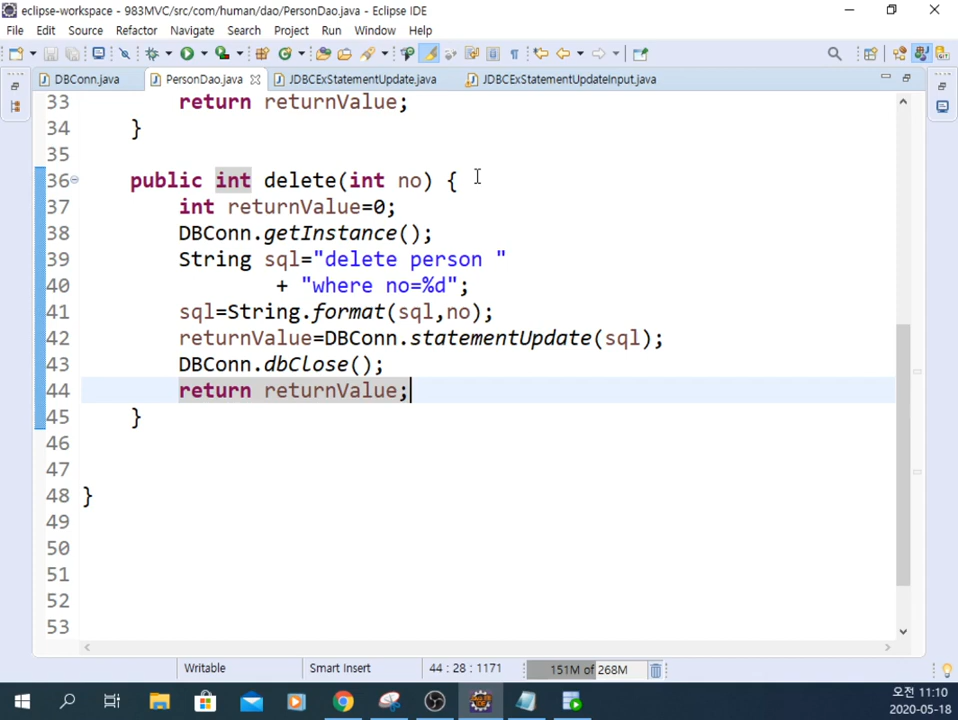 eclipse-workspace - 983MVC/src/com/human/dao/PersonDao.java - Eclipse IDE
File Edit Source Refactor Navigate Search Project Run Window Help
DBConn.java PersonDao.java JDBCExStatementUpdate.java JDBCExStatementUpdateInput.java
33 return returnValue;
34 }
35
36 public int delete(int no) {
37 int returnValue=0;
38 DBConn.getInstance();
39 String sql="delete person "
40 + "where no=%d";
41 sql=String.format(sql,no);
42 returnValue=DBConn.statementUpdate(sql);
43 DBConn.dbClose();
44 return returnValue;
45 }
46
47
48 }
49
50
51
52
53
Writable Smart Insert 44 : 28 : 1171 151M of 268M
오전 11:10
2020-05-18